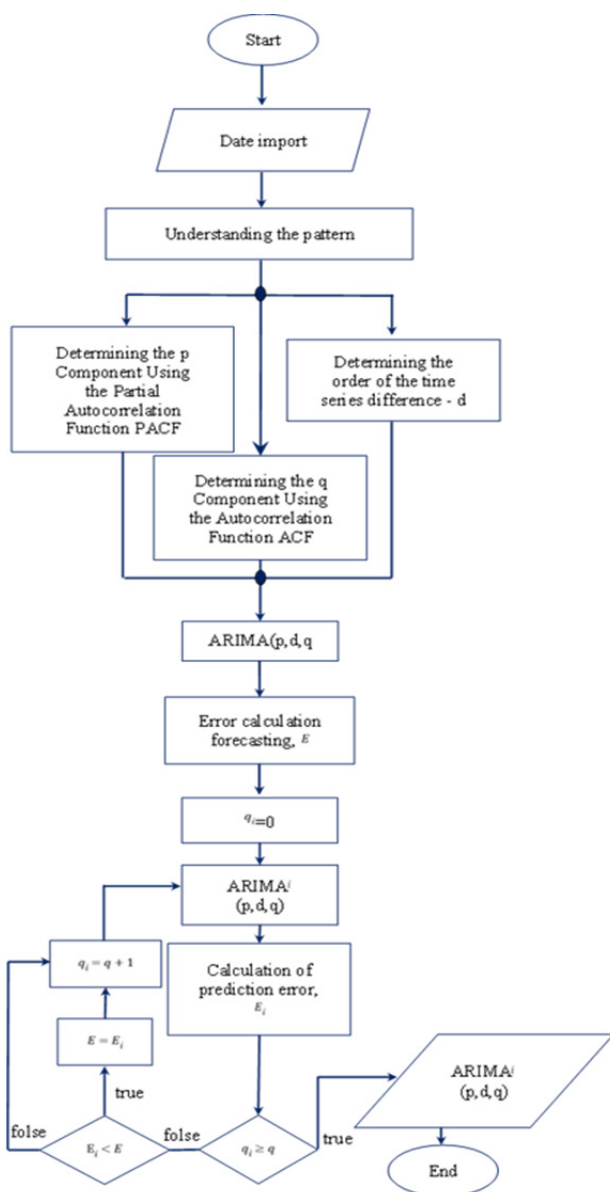 Start
Date import
Understanding the pattern
Determining the p
Component Using
the Partial
Autocorrelation
Function PACF
Determining the q
Component Using
the Autocorrelation
Function ACF
Determining the
order of the time
series difference - d
ARIMA(p,d,q
Error calculation
forecasting, E
qᵢ=0
ARIMAⁱ
(p,d,q)
Calculation of
prediction error,
Eᵢ
qᵢ ≥ q
true
false
Eᵢ < E
true
E = Eᵢ
folse
qᵢ = q + 1
ARIMAⁱ
(p,d,q)
End